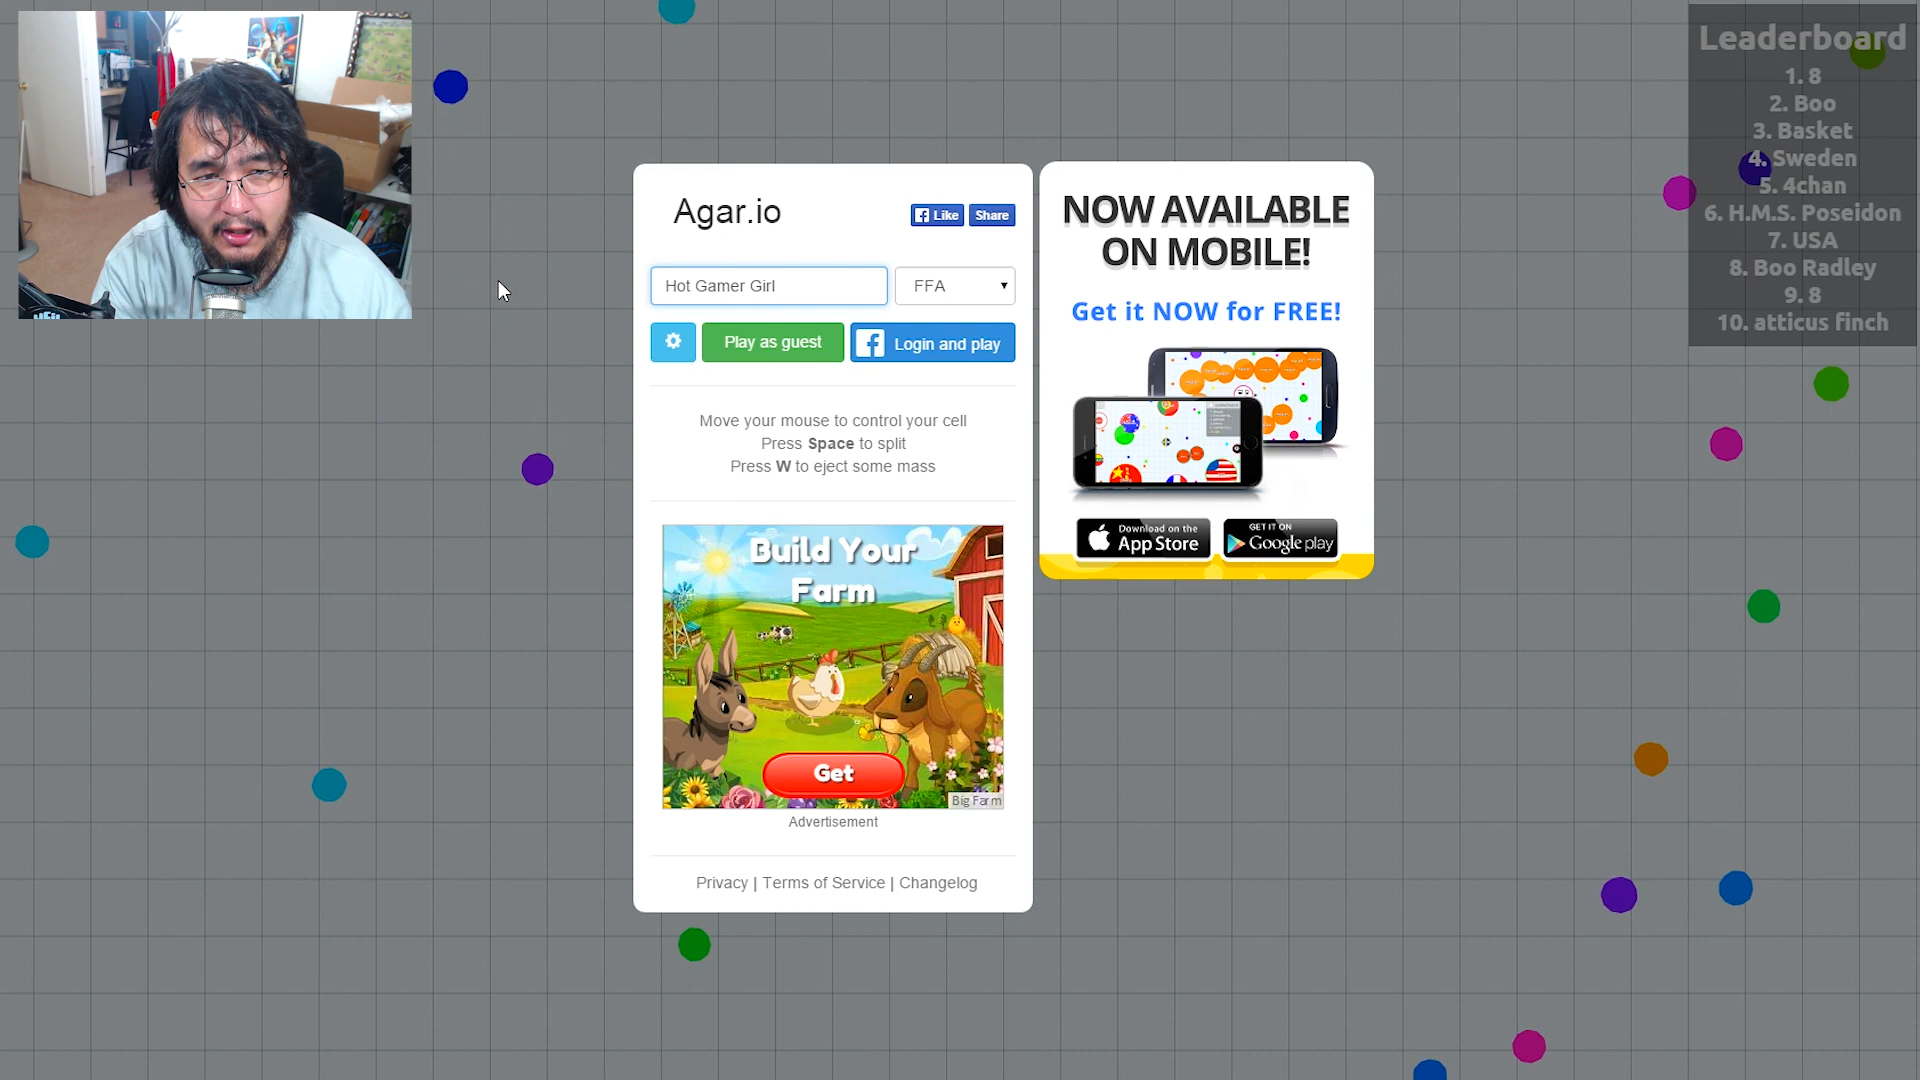 Agar.io
Like
Share
Hot Gamer Girl
FFA
Play as guest
Login and play
Move your mouse to control your cell
Press Space to split
Press W to eject some mass
Build Your
Farm
Get
Big Farm
Advertisement
Privacy | Terms of Service | Changelog
NOW AVAILABLE
ON MOBILE!
Get it NOW for FREE!
Download on the
App Store
GET IT ON
Google play
Leaderboard
1. 8
2. Boo
3. Basket
4. Sweden
5. 4chan
6. H.M.S. Poseidon
7. USA
8. Boo Radley
9. 8
10. atticus finch